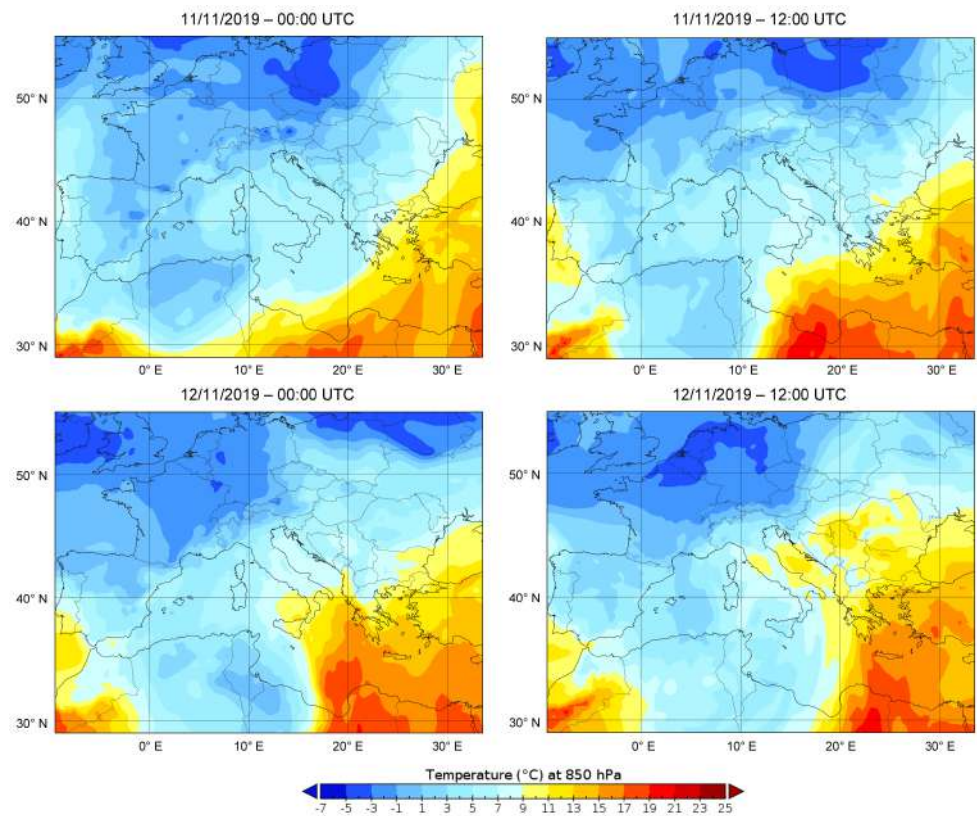 11/11/2019 – 00:00 UTC
11/11/2019 – 12:00 UTC
50° N
50° N
40° N
40° N
30° N
30° N
0° E 10° E 20° E 30° E
0° E 10° E 20° E 30° E
12/11/2019 – 00:00 UTC
12/11/2019 – 12:00 UTC
50° N
50° N
40° N
40° N
30° N
30° N
0° E 10° E 20° E 30° E
0° E 10° E 20° E 30° E
Temperature (°C) at 850 hPa
-7 -5 -3 -1 1 3 5 7 9 11 13 15 17 19 21 23 25